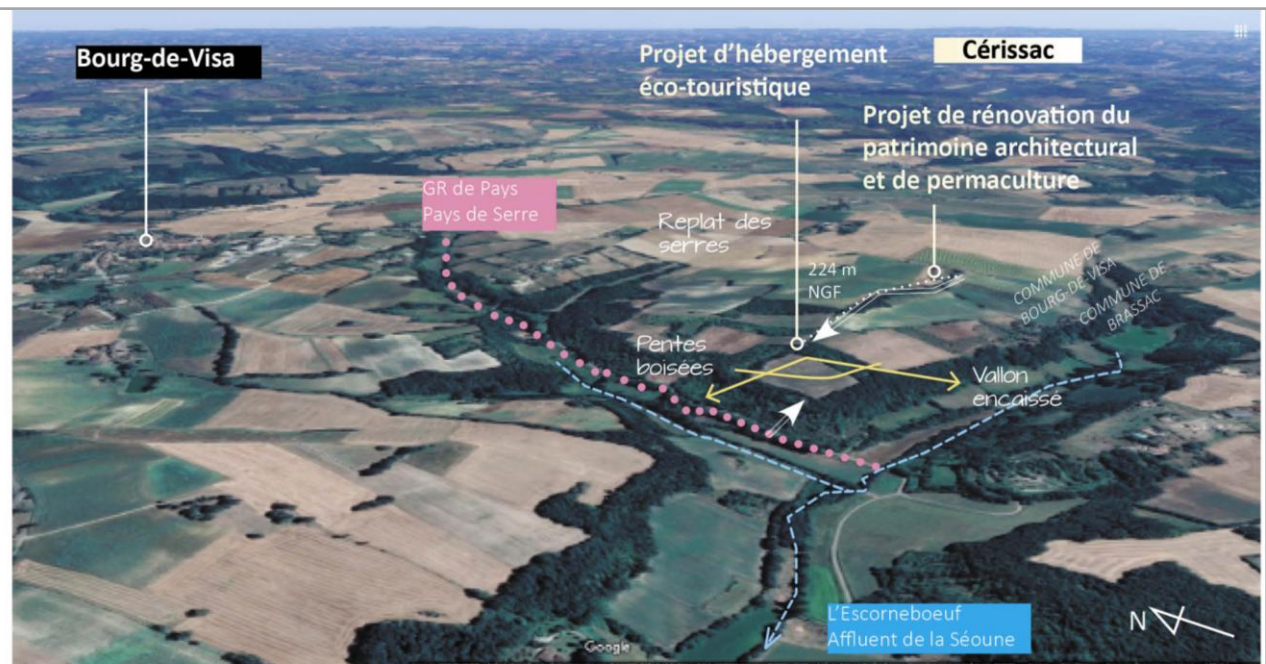 Bourg-de-Visa
Projet d'hébergement
éco-touristique
Cérissac
Projet de rénovation du
patrimoine architectural
et de permaculture
GR de Pays
Pays de Serre
Replat des
serres
224 m
NGF
COMMUNE DE
BOURG-DE-VISA
COMMUNE DE
BRASSAC
Pentes
boisées
Vallon
encaissé
L'Escorneboeuf
Affluent de la Séoune
N
Google